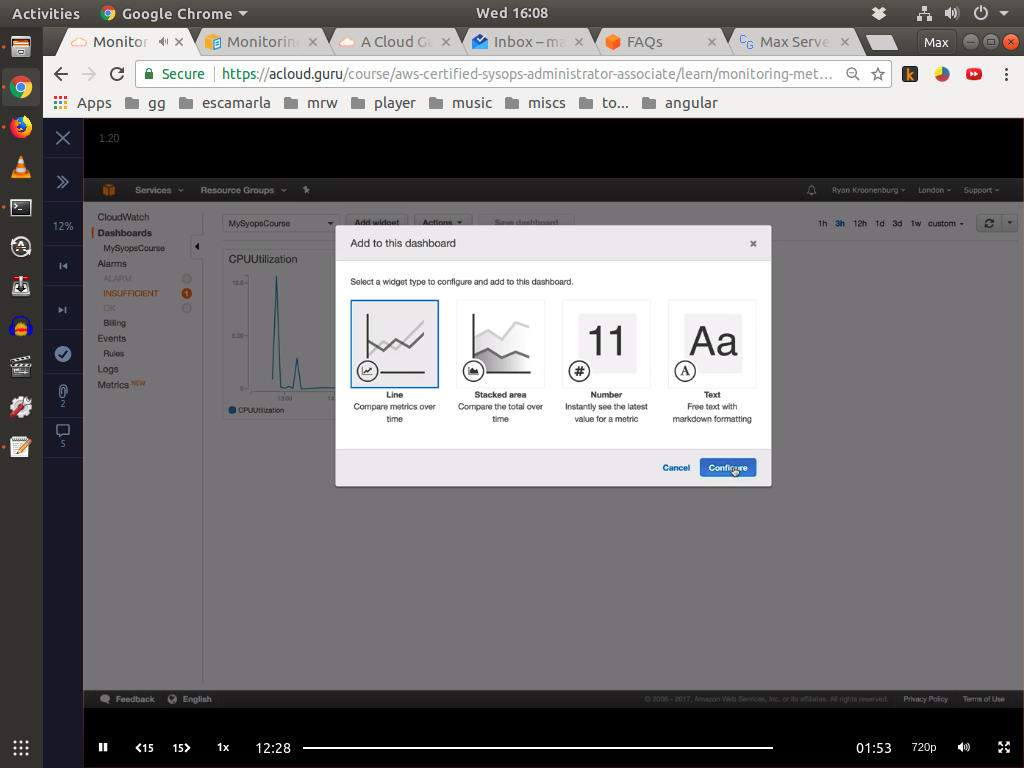 Activities Google Chrome Wed 16:08
Monitor Monitorin A Cloud Gu Inbox – ma FAQs Max Serve Max
Secure https://acloud.guru/course/aws-certified-sysops-administrator-associate/learn/monitoring-met...
Apps gg escamarla mrw player music miscs to... angular
1.20
Services Resource Groups Ryan Kroonenburg London Support
12%
2
5
CloudWatch
Dashboards
MySyopsCourse
Alarms
ALARM 0
INSUFFICIENT 1
OK 0
Billing
Events
Rules
Logs
Metrics NEW
MySyopsCourse Add widget Actions Save dashboard 1h 3h 12h 1d 3d 1w custom
CPUUtilization
0
13:00
CPUUtilization
Add to this dashboard
Select a widget type to configure and add to this dashboard.
11 Aa
# A
Line
Compare metrics over
time
Stacked area
Compare the total over
time
Number
Instantly see the latest
value for a metric
Text
Free text with
markdown formatting
Cancel Configure
Feedback English © 2008 - 2017, Amazon Web Services, Inc. or its affiliates. All rights reserved. Privacy Policy Terms of Use
15 15 1x 12:28 01:53 720p